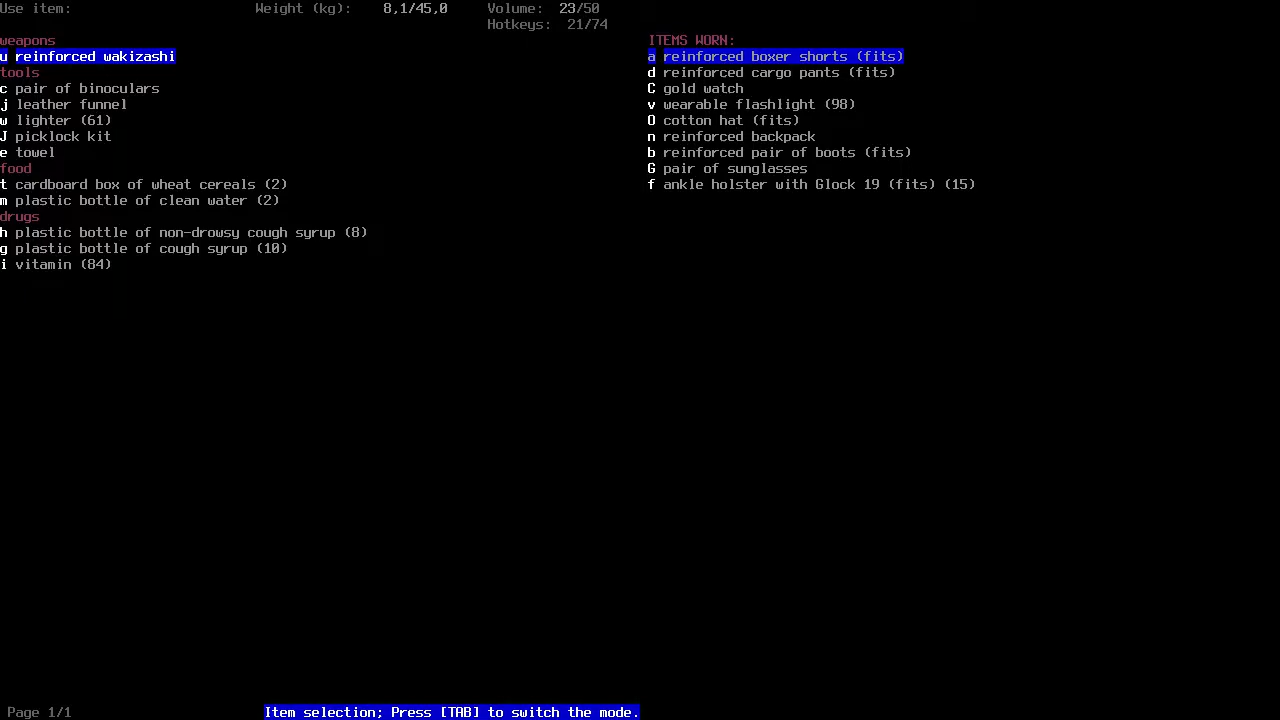 Use item: Weight (kg): 8,1/45,0 Volume: 23/50
Hotkeys: 21/74
weapons
u reinforced wakizashi
tools
c pair of binoculars
j leather funnel
w lighter (61)
J picklock kit
e towel
food
t cardboard box of wheat cereals (2)
m plastic bottle of clean water (2)
drugs
h plastic bottle of non-drowsy cough syrup (8)
g plastic bottle of cough syrup (10)
i vitamin (84)
ITEMS WORN:
a reinforced boxer shorts (fits)
d reinforced cargo pants (fits)
C gold watch
v wearable flashlight (98)
O cotton hat (fits)
n reinforced backpack
b reinforced pair of boots (fits)
G pair of sunglasses
f ankle holster with Glock 19 (fits) (15)
Page 1/1 Item selection; Press [TAB] to switch the mode.